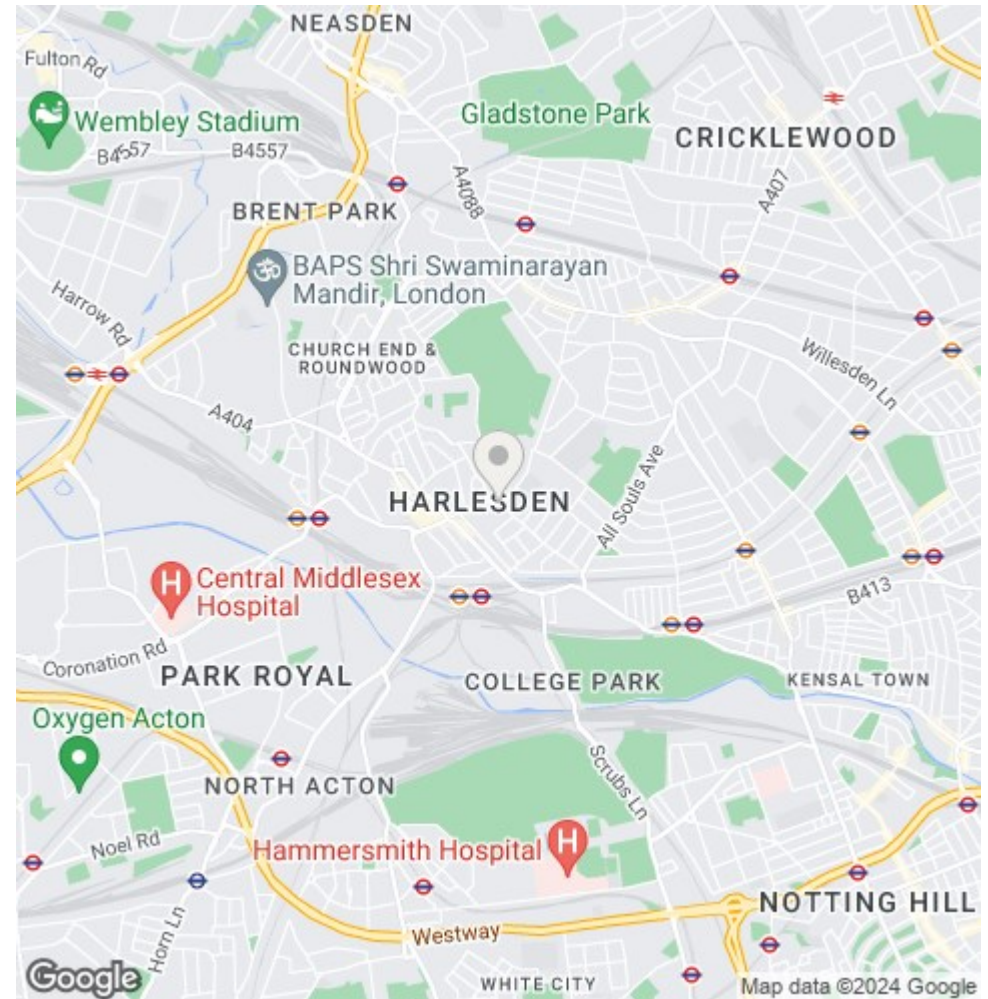 NEASDEN
Fulton Rd
Gladstone Park
Wembley Stadium
CRICKLEWOOD
B4557
B4557
A4088
A407
BRENT PARK
BAPS Shri Swaminarayan
Mandir, London
Harrow Rd
CHURCH END &
ROUNDWOOD
Willesden Ln
A404
All Souls Ave
HARLESDEN
Central Middlesex
Hospital
B413
Coronation Rd
PARK ROYAL
COLLEGE PARK
KENSAL TOWN
Oxygen Acton
Scrubs Ln
NORTH ACTON
Noel Rd
Hammersmith Hospital
NOTTING HILL
Horn Ln
Westway
WHITE CITY
Google
Map data ©2024 Google